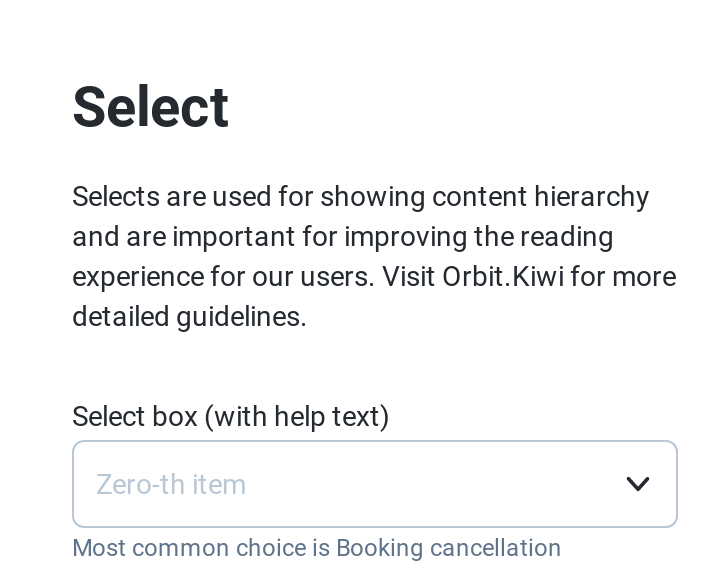 Select
Selects are used for showing content hierarchy
and are important for improving the reading
experience for our users. Visit Orbit.Kiwi for more
detailed guidelines.
Select box (with help text)
Zero-th item
Most common choice is Booking cancellation